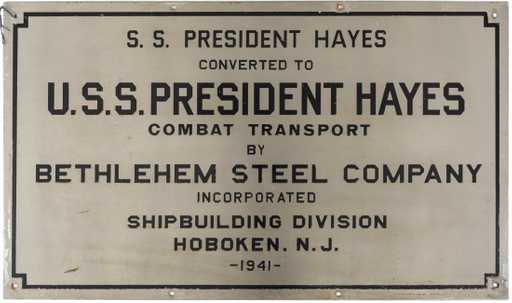 S. S. PRESIDENT HAYES
CONVERTED TO
U.S.S. PRESIDENT HAYES
COMBAT TRANSPORT
BY
BETHLEHEM STEEL COMPANY
INCORPORATED
SHIPBUILDING DIVISION
HOBOKEN. N.J.
-1941-